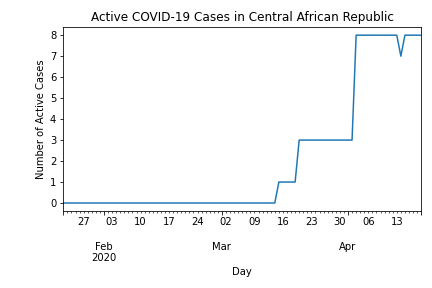 Active COVID-19 Cases in Central African Republic
Number of Active Cases
8
7
6
5
4
3
2
1
0
27 03 10 17 24 02 09 16 23 30 06 13
Feb Mar Apr
2020
Day